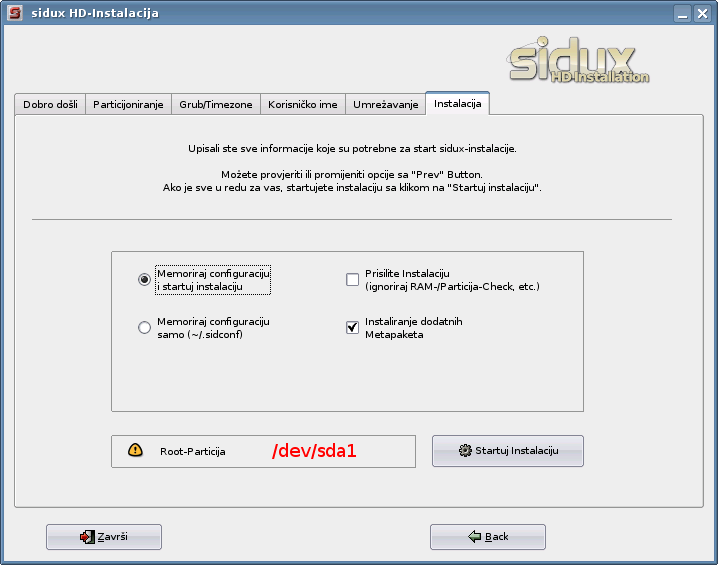 sidux HD-Instalacija
sidux
HD-Installation
Dobro došli
Particijoniranje
Grub/Timezone
Korisničko ime
Umrežavanje
Instalacija
Upisali ste sve informacije koje su potrebne za start sidux-instalacije.
Možete provjeriti ili promijeniti opcije sa "Prev" Button.
Ako je sve u redu za vas, startujete instalaciju sa klikom na "Startuj instalaciju".
Memoriraj configuraciju
i startuj instalaciju
Prisilite Instalaciju
(ignoriraj RAM-/Particija-Check, etc.)
Memoriraj configuraciju
samo (~/.sidconf)
Instaliranje dodatnih
Metapaketa
Root-Particija
/dev/sda1
Startuj Instalaciju
Završi
Back